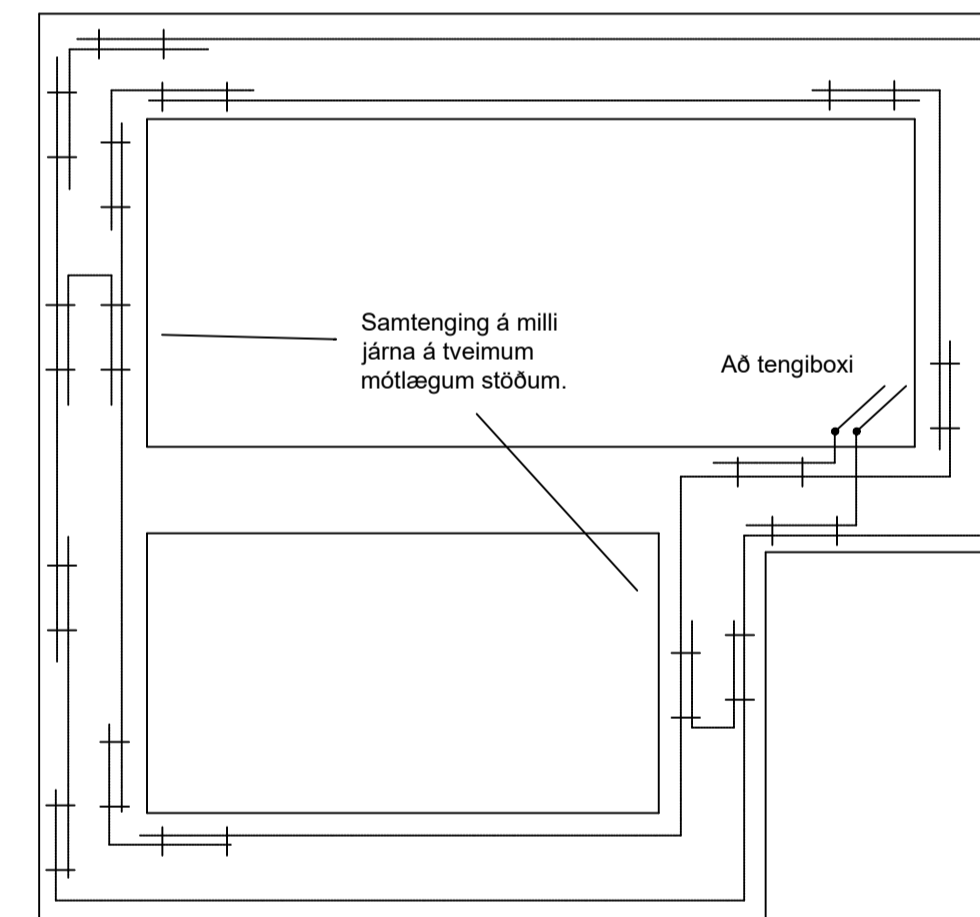 Samtenging á milli
járna á tveimum
mótlægum stöðum.
Að tengiboxi